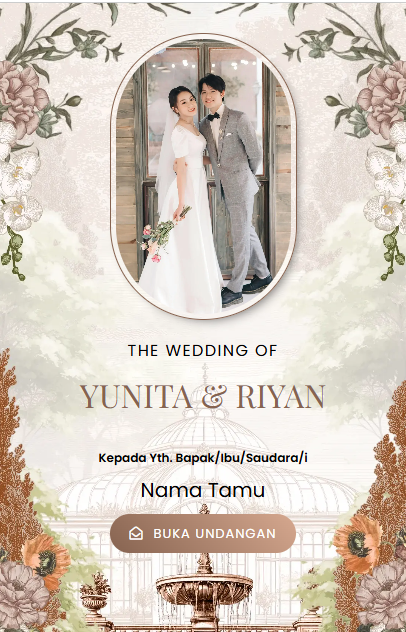 THE WEDDING OF
YUNITA & RIYAN
Kepada Yth. Bapak/Ibu/Saudara/i
Nama Tamu
BUKA UNDANGAN